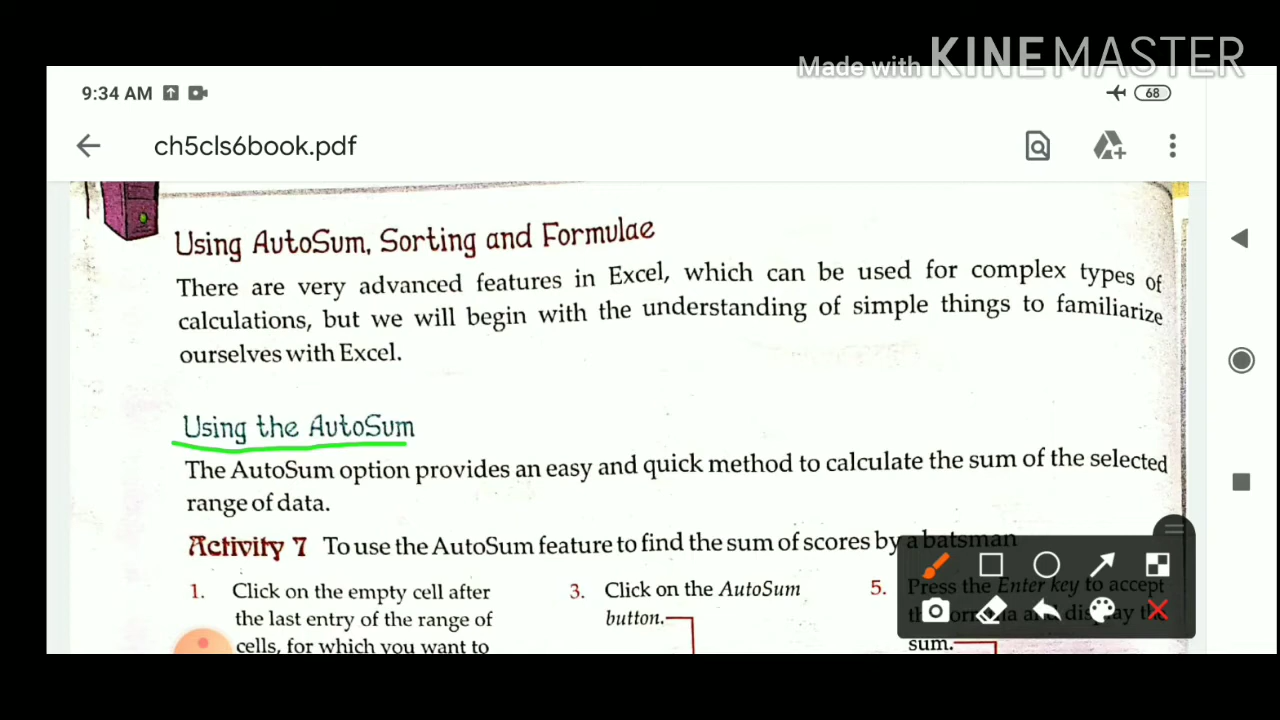 Made with KINEMASTER
9:34 AM 68
ch5cls6book.pdf
Using AutoSum, Sorting and Formulae
There are very advanced features in Excel, which can be used for complex types of
calculations, but we will begin with the understanding of simple things to familiarize
ourselves with Excel.
Using the AutoSum
The AutoSum option provides an easy and quick method to calculate the sum of the selected
range of data.
Activity 7 To use the AutoSum feature to find the sum of scores by a batsman
1. Click on the empty cell after
the last entry of the range of
cells, for which you want to
3. Click on the AutoSum
button.
5. Press the Enter key to accept
the formula and display the
sum.